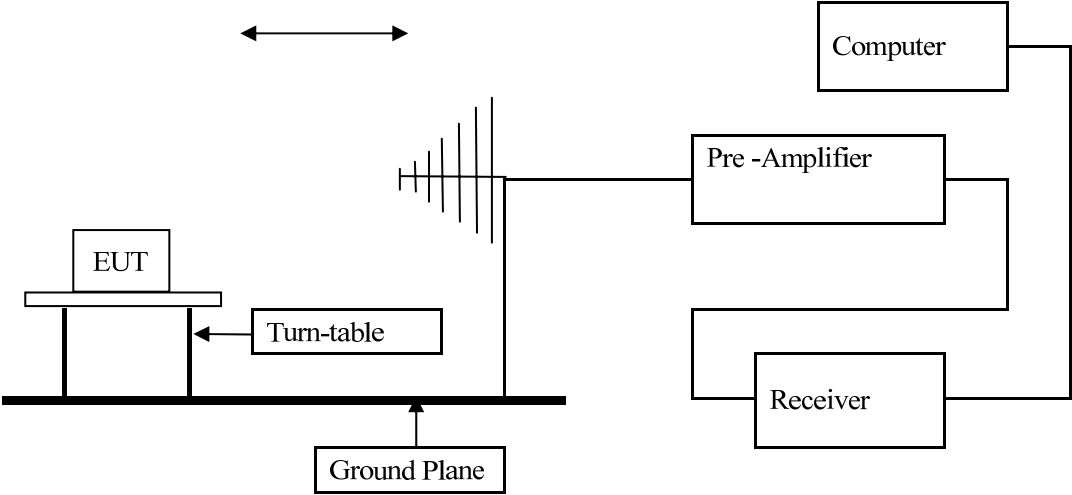 Computer
Pre -Amplifier
EUT
Turn-table
Receiver
Ground Plane